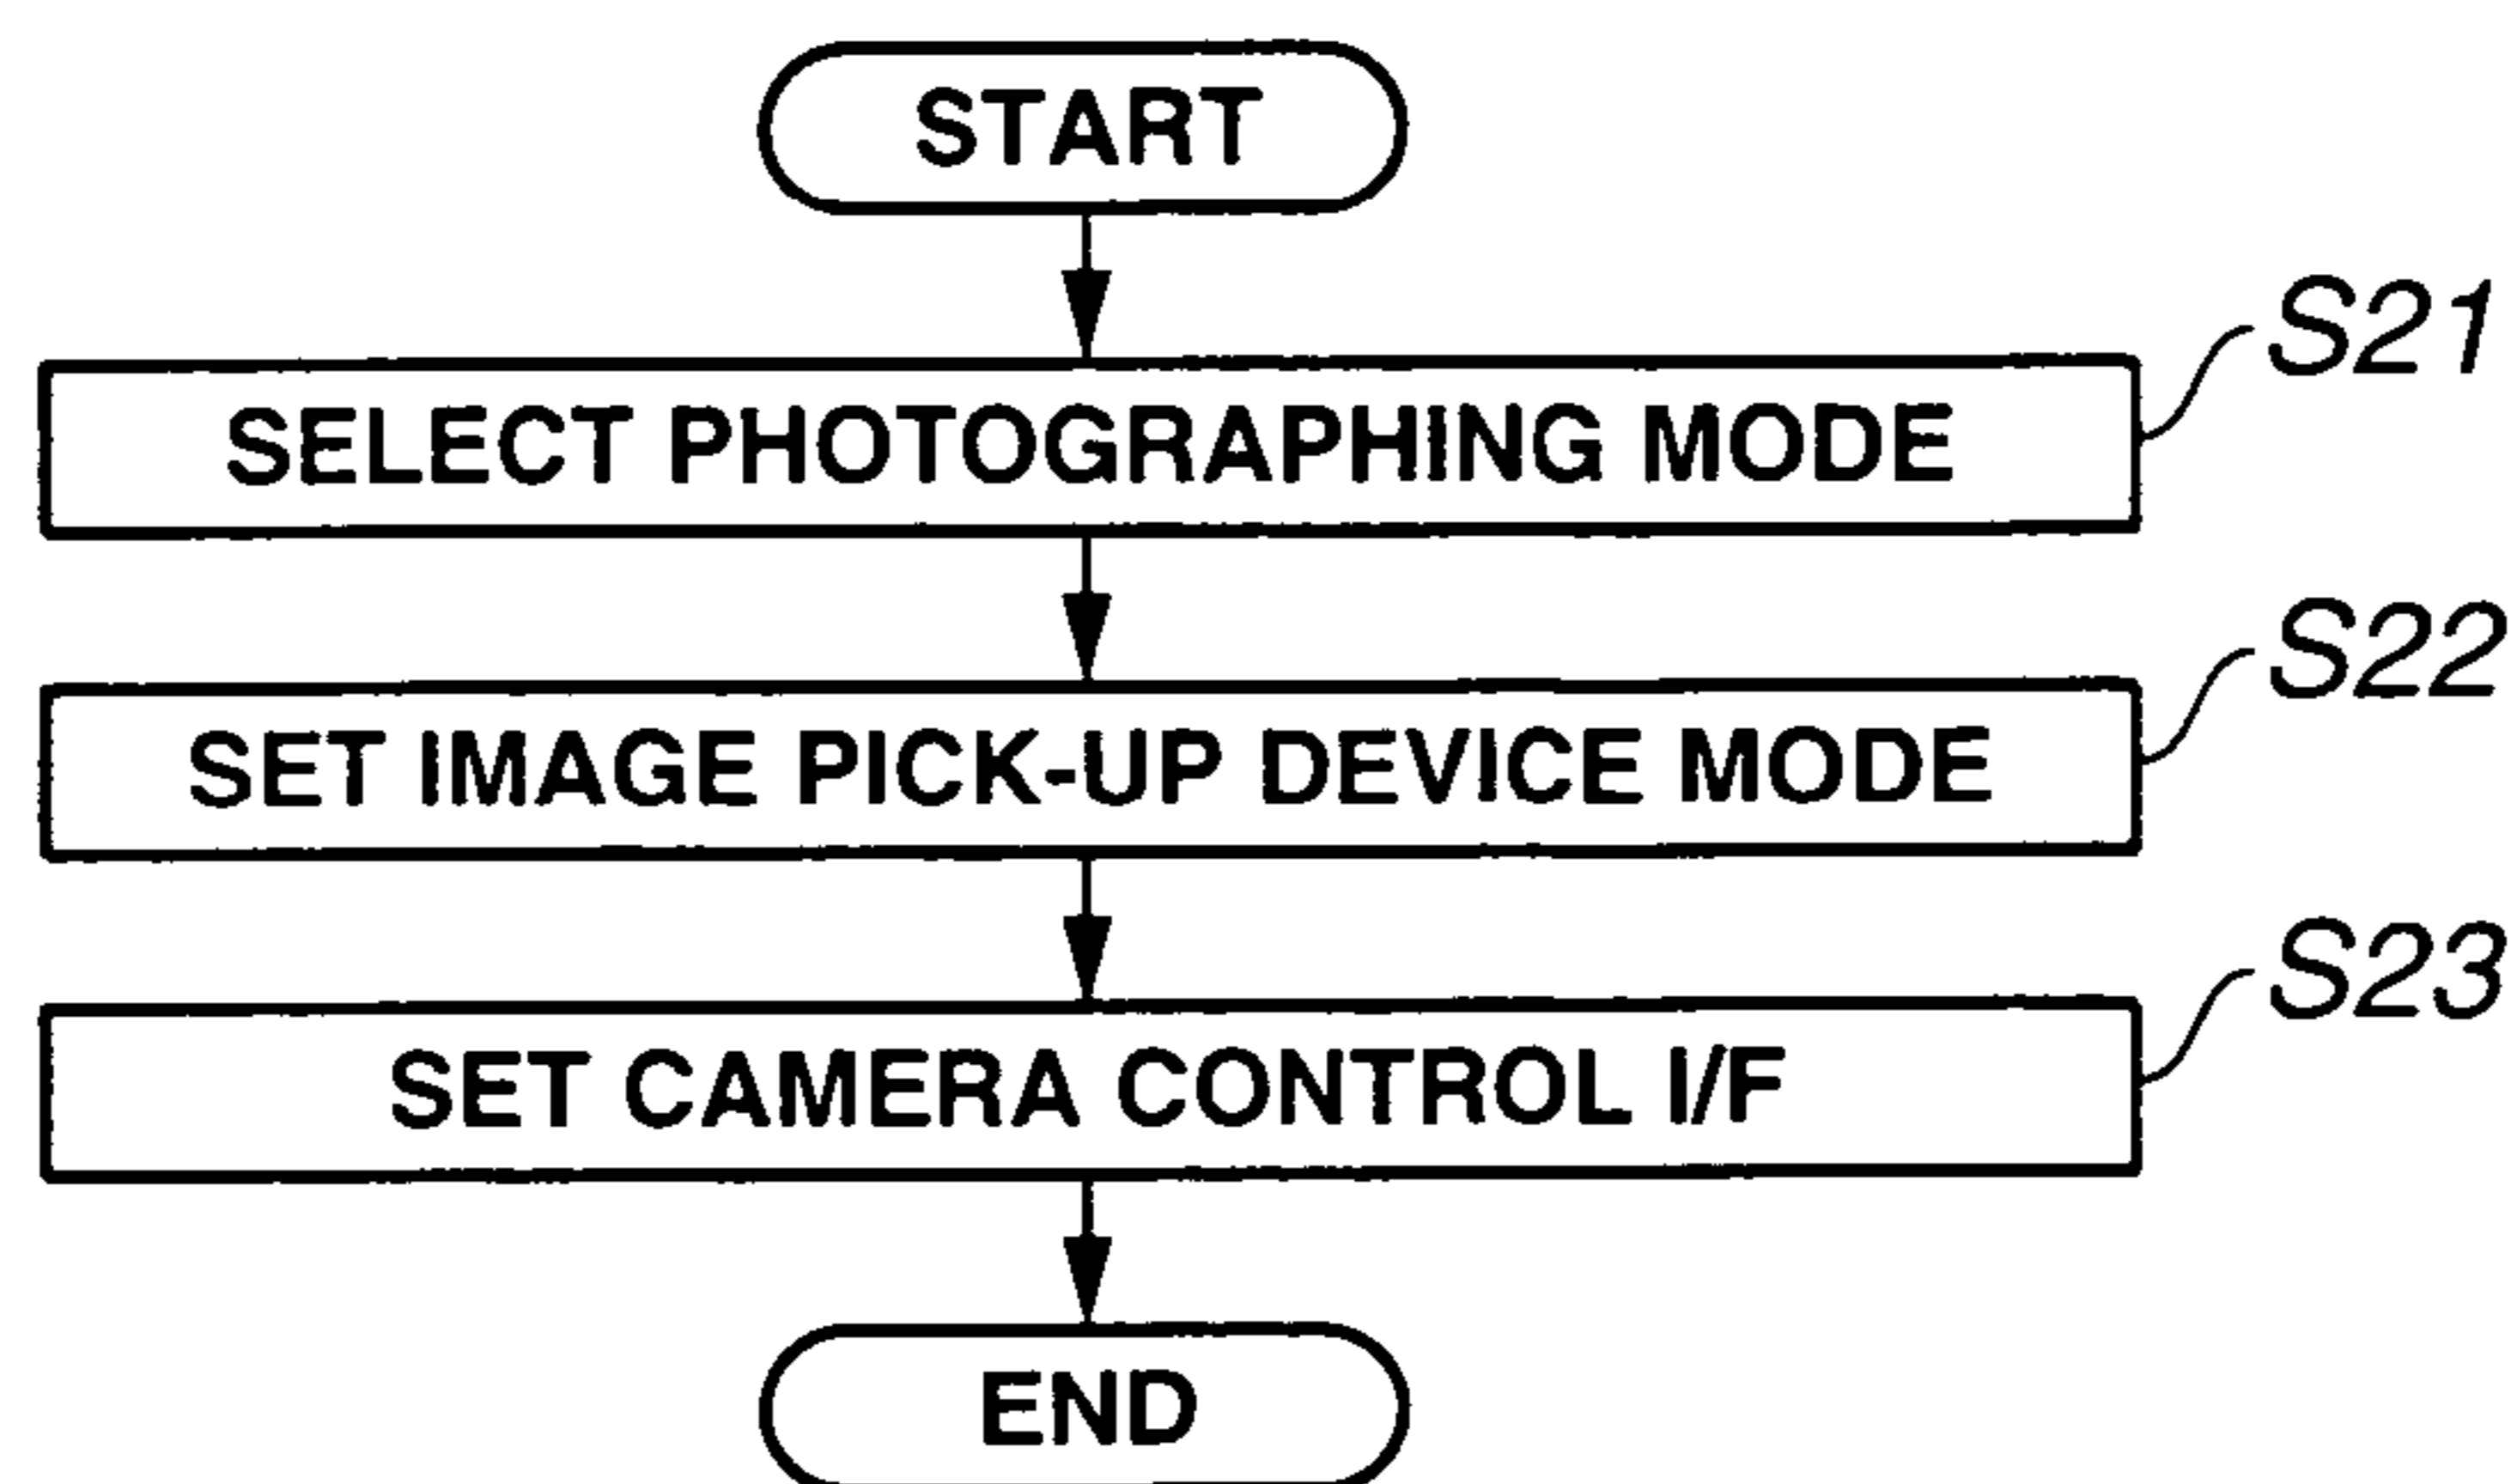 START
S21
SELECT PHOTOGRAPHING MODE
S22
SET IMAGE PICK-UP DEVICE MODE
S23
SET CAMERA CONTROL I/F
END